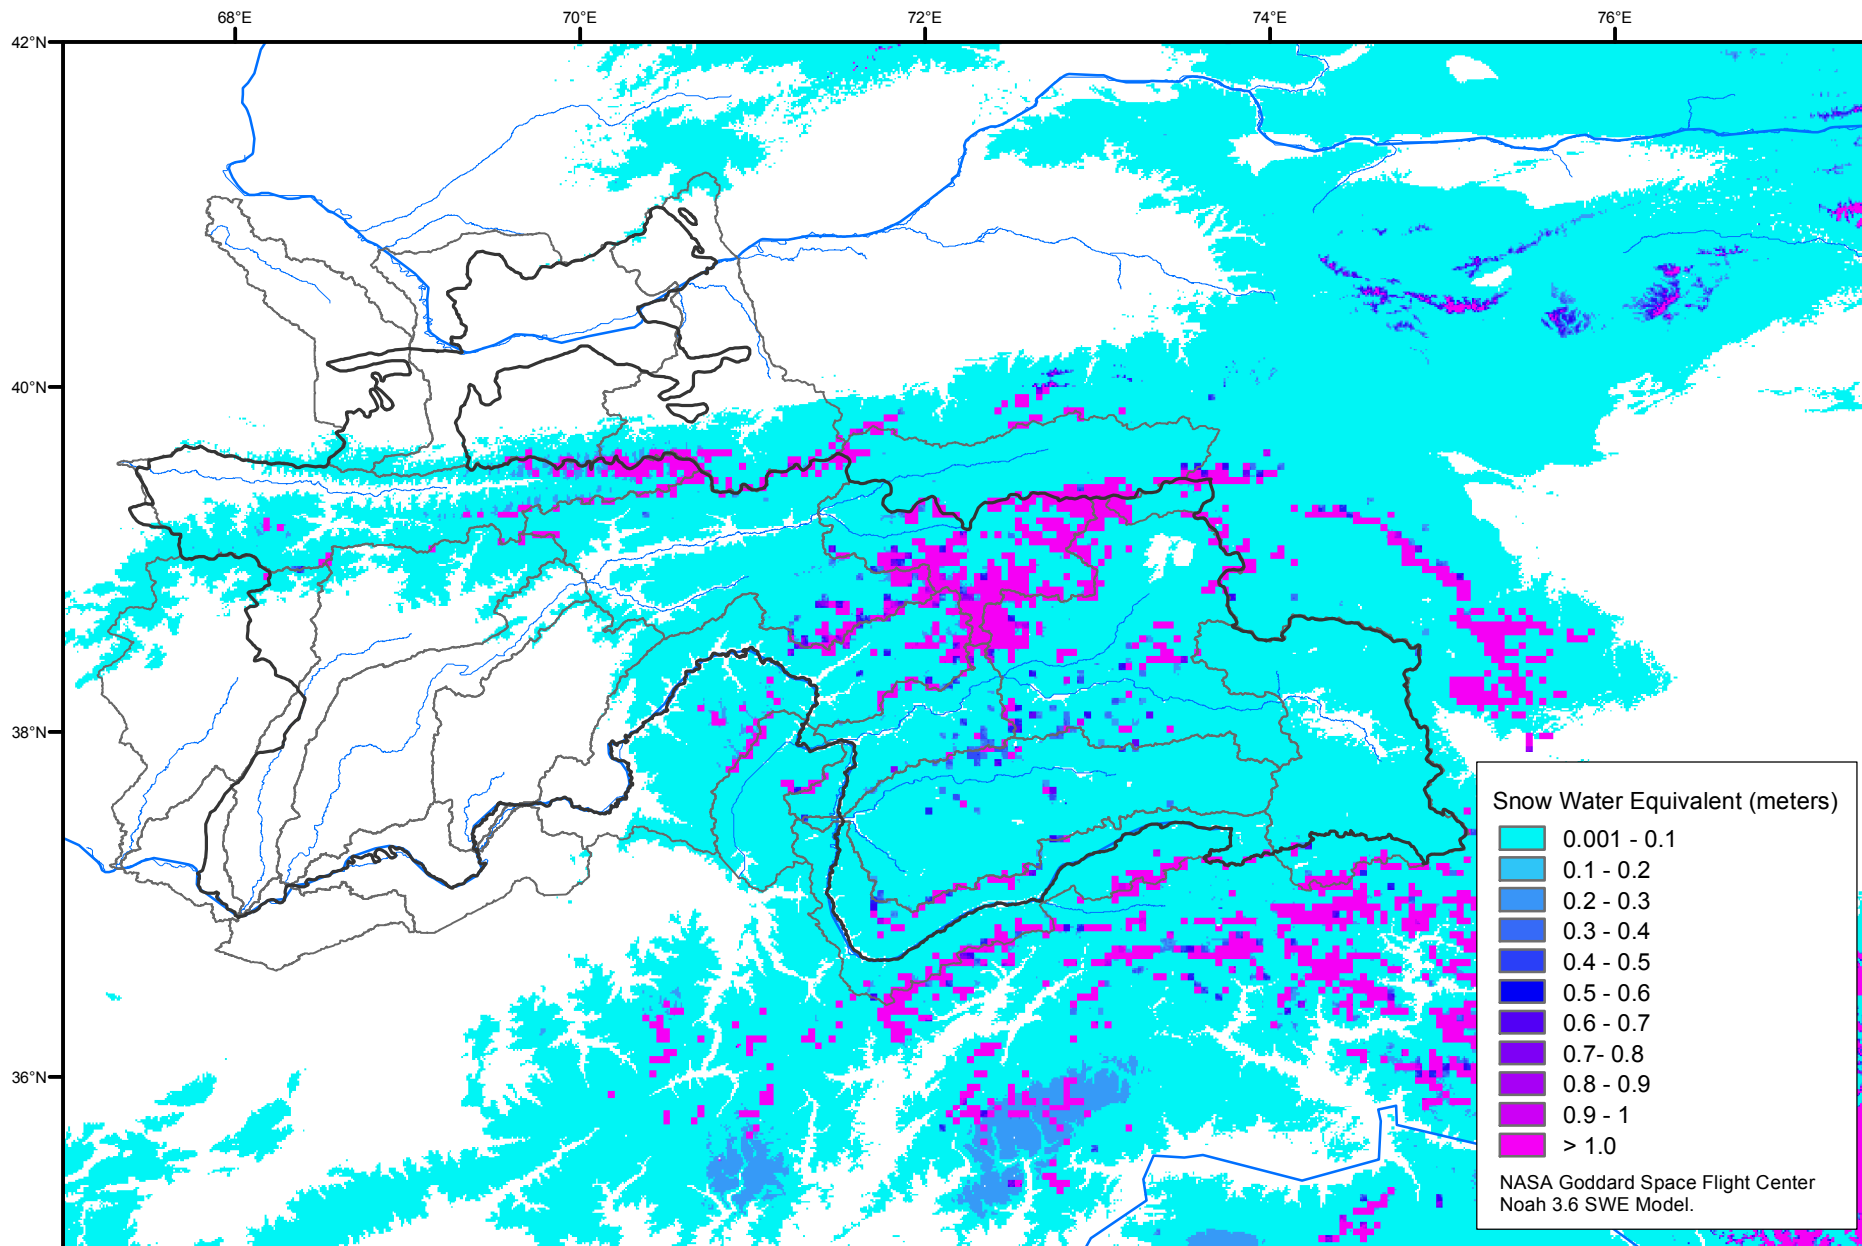 68°E
70°E
72°E
74°E
76°E
42°N
40°N
38°N
36°N
Snow Water Equivalent (meters)
0.001 - 0.1
0.1 - 0.2
0.2 - 0.3
0.3 - 0.4
0.4 - 0.5
0.5 - 0.6
0.6 - 0.7
0.7- 0.8
0.8 - 0.9
0.9 - 1
> 1.0
NASA Goddard Space Flight Center
Noah 3.6 SWE Model.